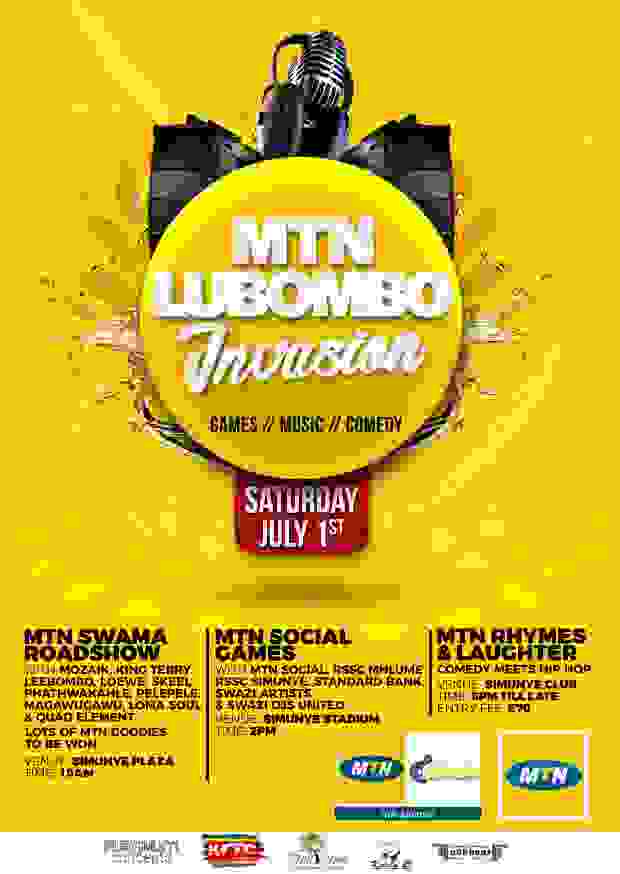 MTN
LUBOMBO
Invasion
GAMES // MUSIC // COMEDY
SATURDAY
JULY 1ST
MTN SWAMA
ROADSHOW
WITH MOZAIK, KING TERRY,
LEEBOMBO, LOEWE, SKEEL,
PHATHWAKAHLE, PELEPELE,
MAGAWUGAWU, LONA SOUL
& QUAD ELEMENT
LOTS OF MTN GOODIES
TO BE WON
VENUE: SIMUNYE PLAZA
TIME: 10AM
MTN SOCIAL
GAMES
WITH MTN SOCIAL, RSSC MHLUME
RSSC SIMUNYE, STANDARD BANK,
SWAZI ARTISTS
& SWAZI DJS UNITED
VENUE: SIMUNYE STADIUM
TIME: 2PM
MTN RHYMES
& LAUGHTER
COMEDY MEETS HIP HOP
VENUE: SIMUNYE CLUB
TIME: 6PM TILL LATE
ENTRY FEE: E70
MTN
MTN